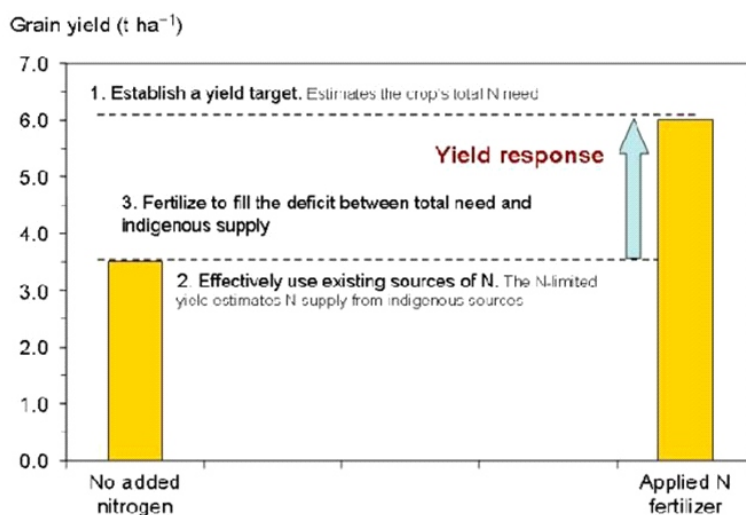 Grain yield (t ha⁻¹)
7.0
1. Establish a yield target. Estimates the crop's total N need
6.0
Yield response
5.0
3. Fertilize to fill the deficit between total need and
indigenous supply
4.0
2. Effectively use existing sources of N. The N-limited
yield estimates N supply from indigenous sources
3.0
2.0
1.0
0.0
No added
nitrogen
Applied N
fertilizer